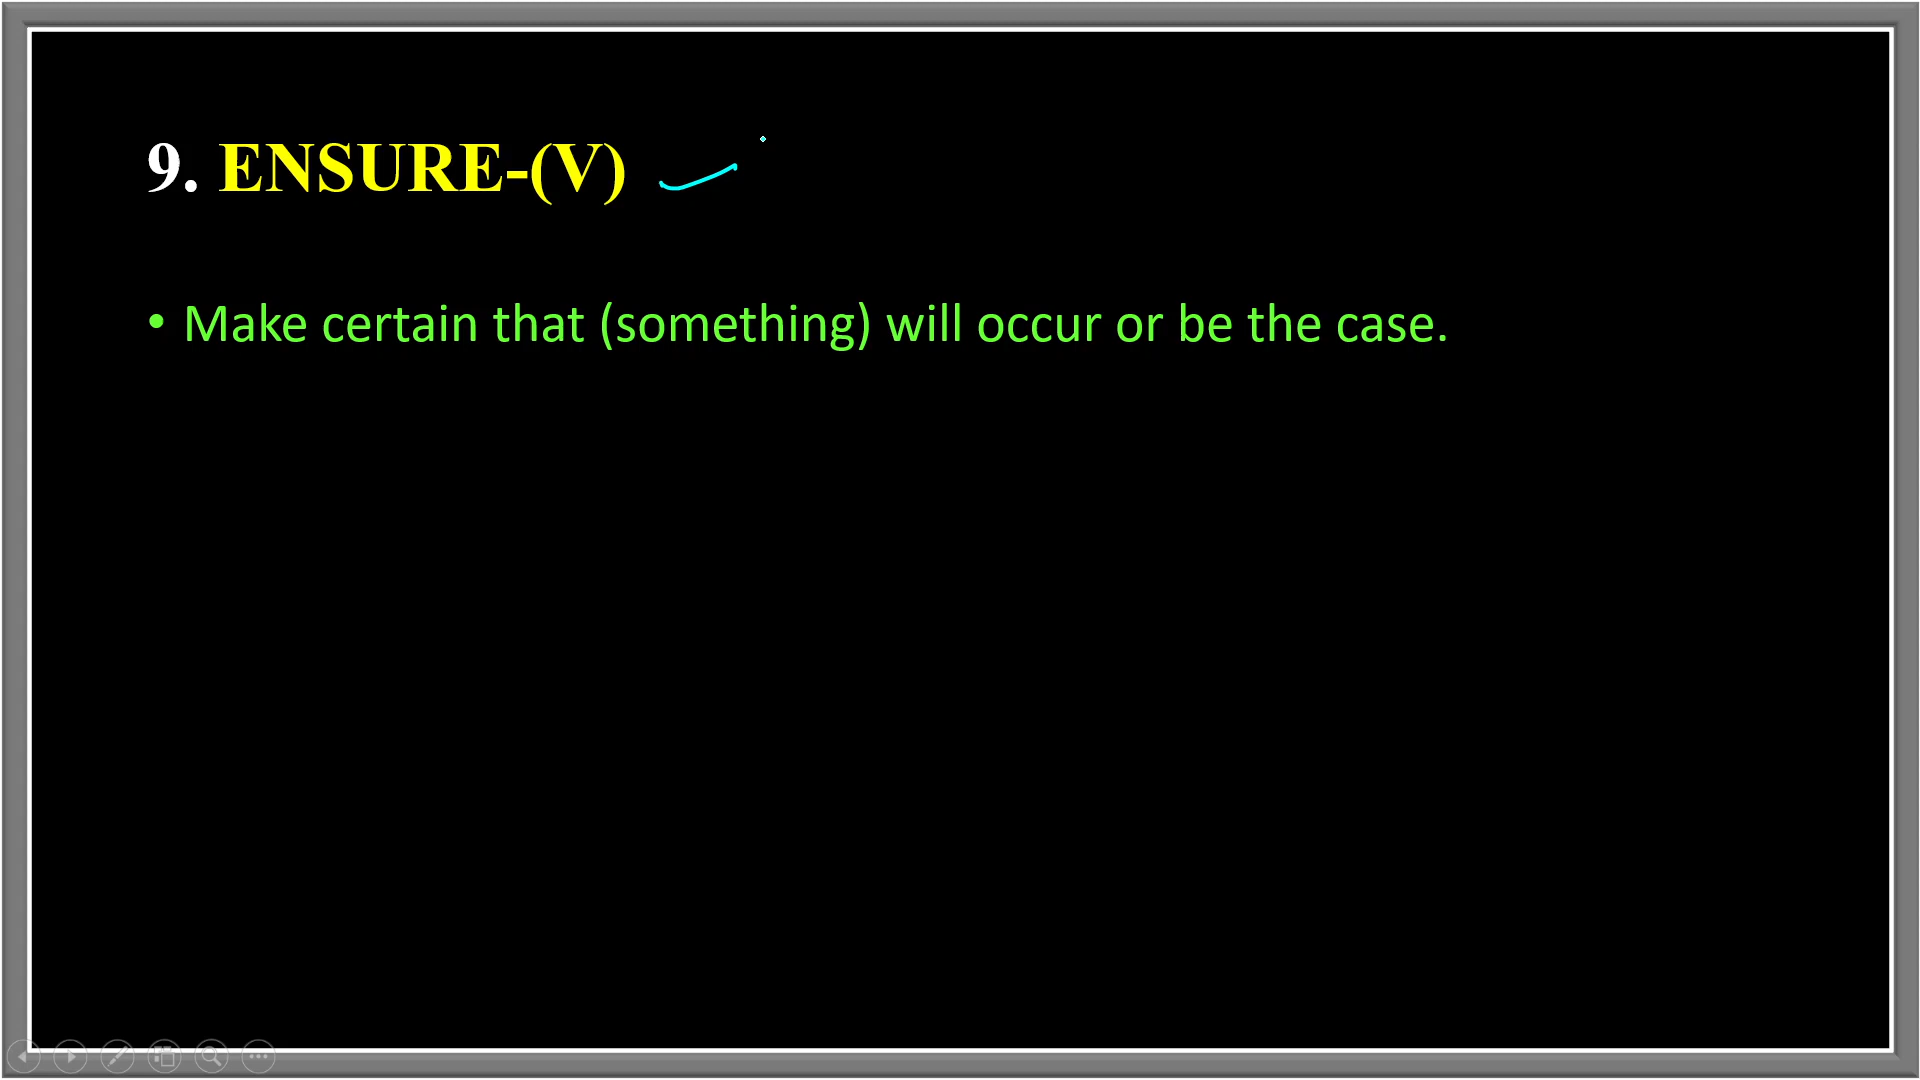 9. ENSURE-(V)
• Make certain that (something) will occur or be the case.